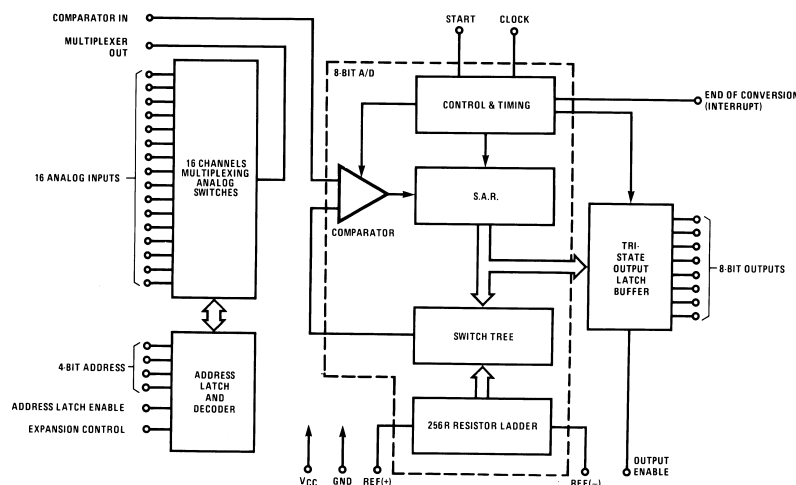 COMPARATOR IN
MULTIPLEXER
OUT
START
CLOCK
8-BIT A/D
CONTROL & TIMING
END OF CONVERSION
(INTERRUPT)
16 ANALOG INPUTS
16 CHANNELS
MULTIPLEXING
ANALOG
SWITCHES
COMPARATOR
S.A.R.
TRI-
STATE
OUTPUT
LATCH
BUFFER
8-BIT OUTPUTS
SWITCH TREE
4-BIT ADDRESS
ADDRESS
LATCH
AND
DECODER
ADDRESS LATCH ENABLE
EXPANSION CONTROL
256R RESISTOR LADDER
VCC
GND
REF(+)
REF(−)
OUTPUT
ENABLE